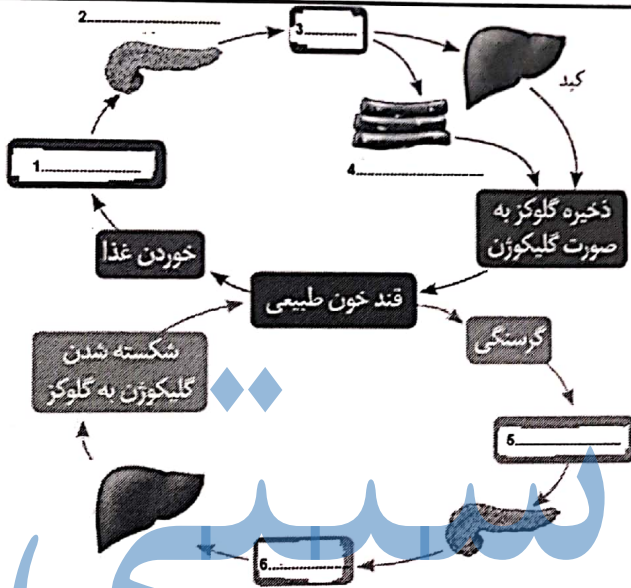 2..............................
3............
کبد
4..............................
1......................
ذخیره گلوکز به
صورت گلیکوژن
خوردن غذا
قند خون طبیعی
گرسنگی
شکسته شدن
گلیکوژن به گلوکز
5......................
6..................